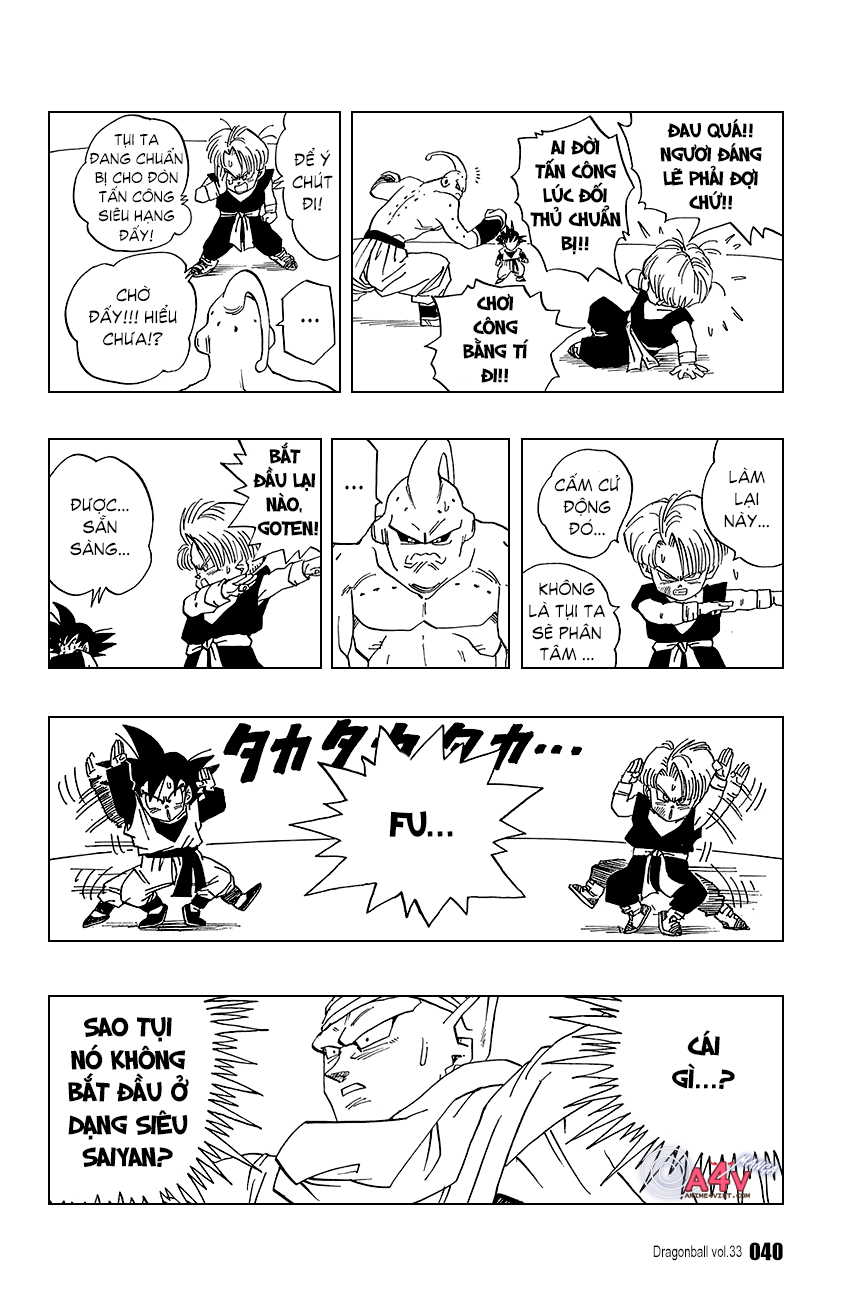 ĐAU QUÁ!!
NGƯƠI ĐÁNG
LẼ PHẢI ĐỢI
CHỨ!!
AI ĐỜI
TẤN CÔNG
LÚC ĐỐI
THỦ CHUẨN
BỊ!!
CHƠI
CÔNG
BẰNG TÍ
ĐI!!
ĐỂ Ý
CHÚT
ĐI!
TỤI TA
ĐANG CHUẨN
BỊ CHO ĐÒN
TẤN CÔNG
SIÊU HẠNG
ĐẤY!
...
CHỜ
ĐẤY!!! HIỂU
CHƯA!?
LÀM
LẠI
NÀY...
CẤM CỬ
ĐỘNG
ĐÓ...
KHÔNG
LÀ TỤI TA
SẼ PHÂN
TÂM ...
...
BẮT
ĐẦU LẠI
NÀO,
GOTEN!
ĐƯỢC...
SẴN
SÀNG...
タカタカタカ...
FU...
CÁI
GÌ...?
SAO TỤI
NÓ KHÔNG
BẮT ĐẦU Ở
DẠNG SIÊU
SAIYAN?
A4V
ANIME4VIET.COM
Dragonball vol.33 040